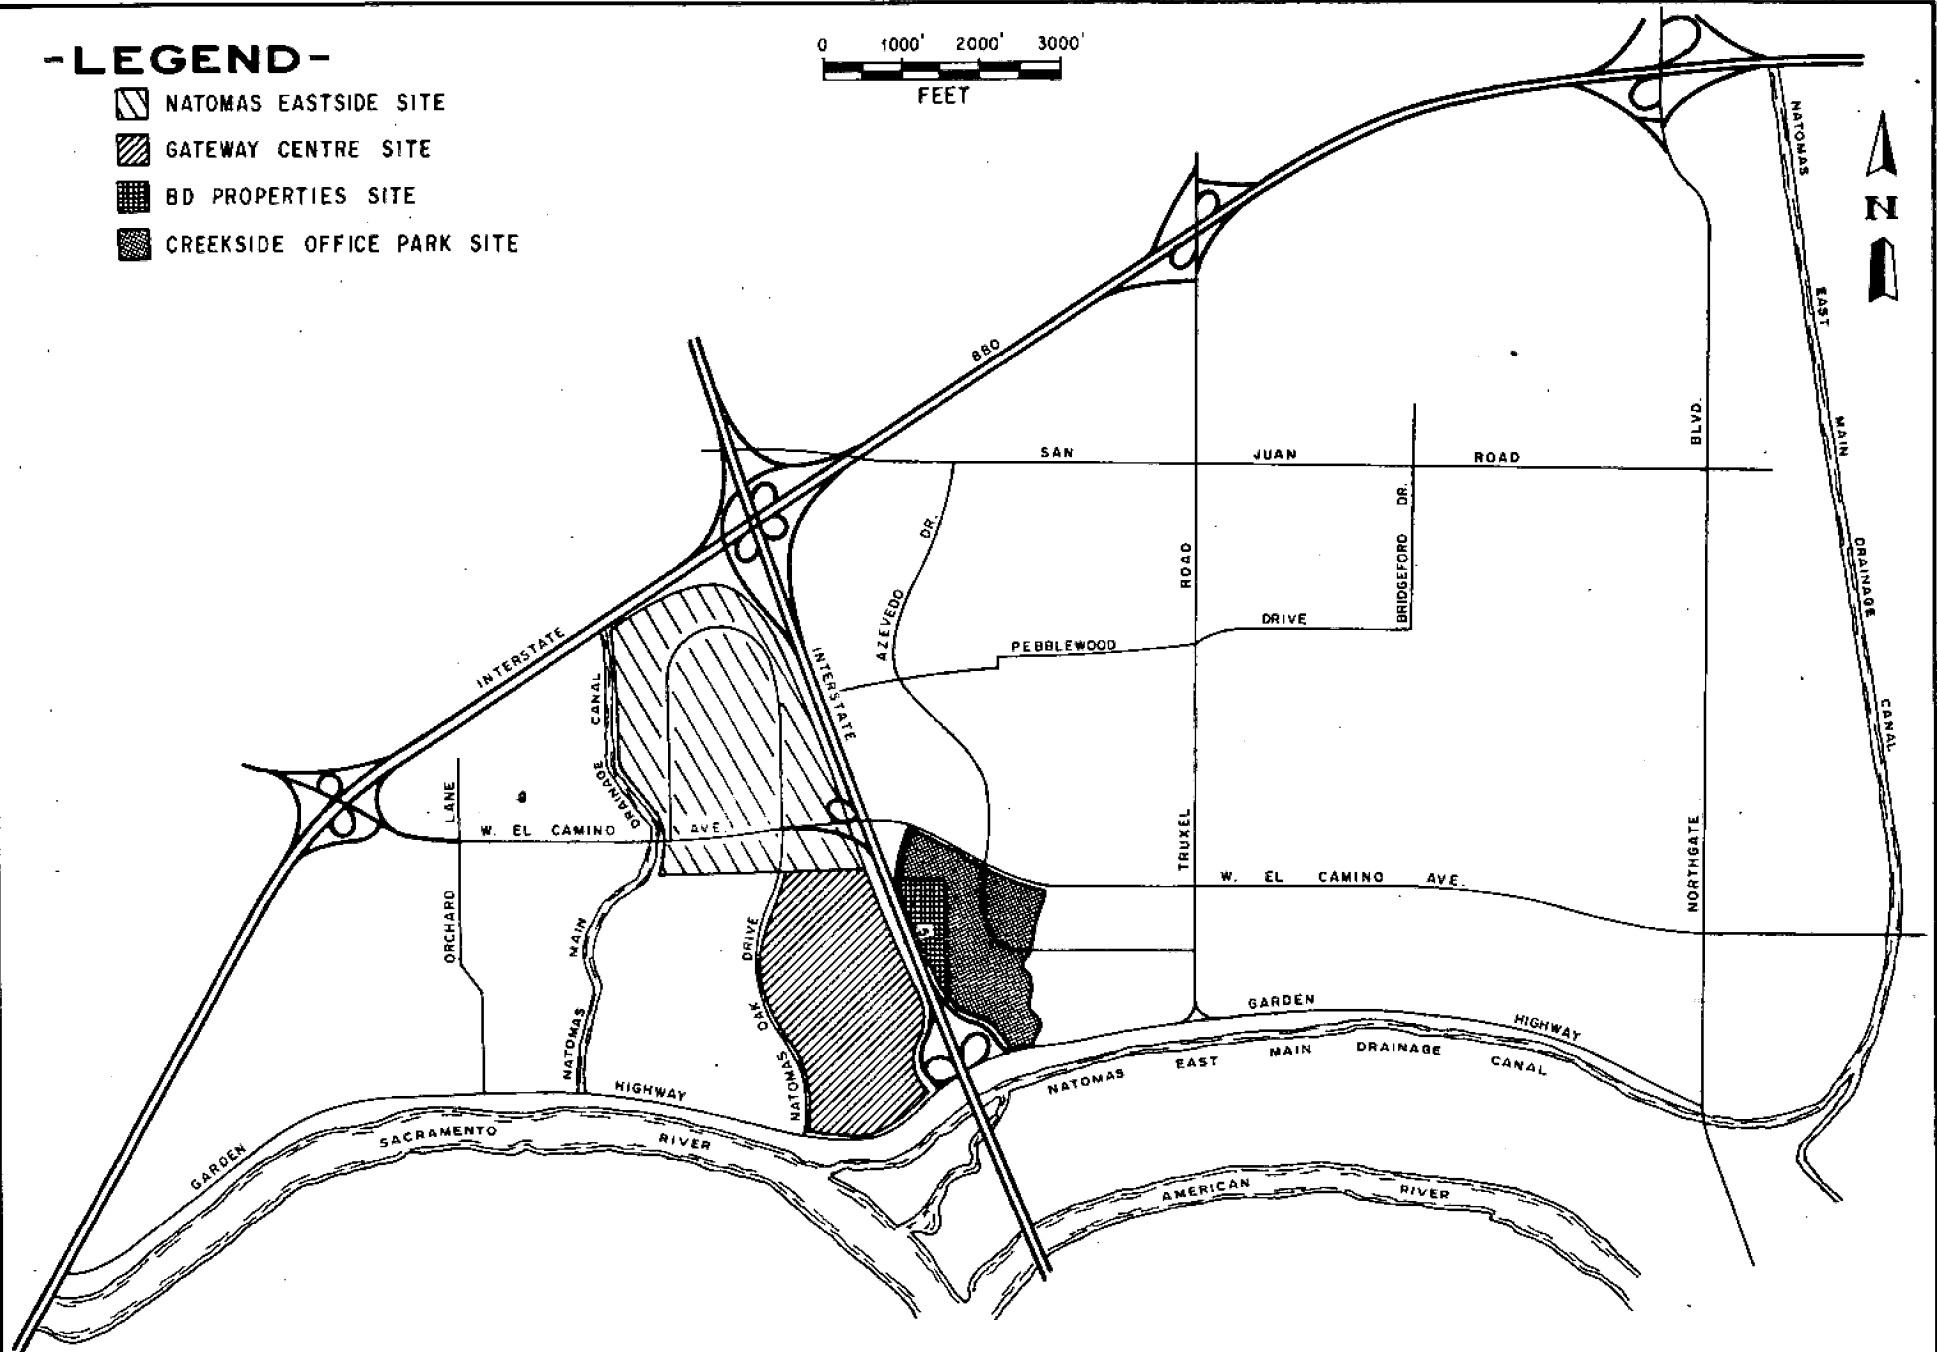 -LEGEND-
NATOMAS EASTSIDE SITE
GATEWAY CENTRE SITE
BD PROPERTIES SITE
CREEKSIDE OFFICE PARK SITE
0 1000' 2000' 3000'
FEET
N
NATOMAS EAST MAIN DRAINAGE CANAL
880
INTERSTATE
SAN JUAN ROAD
AZEVEDO DR.
TRUXEL ROAD
BRIDGEFORD DR.
NORTHGATE BLVD.
PEBBLEWOOD DRIVE
INTERSTATE
NATOMAS MAIN DRAINAGE CANAL
ORCHARD LANE
W. EL CAMINO AVE.
W. EL CAMINO AVE.
NATOMAS OAK DRIVE
5
GARDEN HIGHWAY
GARDEN HIGHWAY
NATOMAS EAST MAIN DRAINAGE CANAL
SACRAMENTO RIVER
AMERICAN RIVER